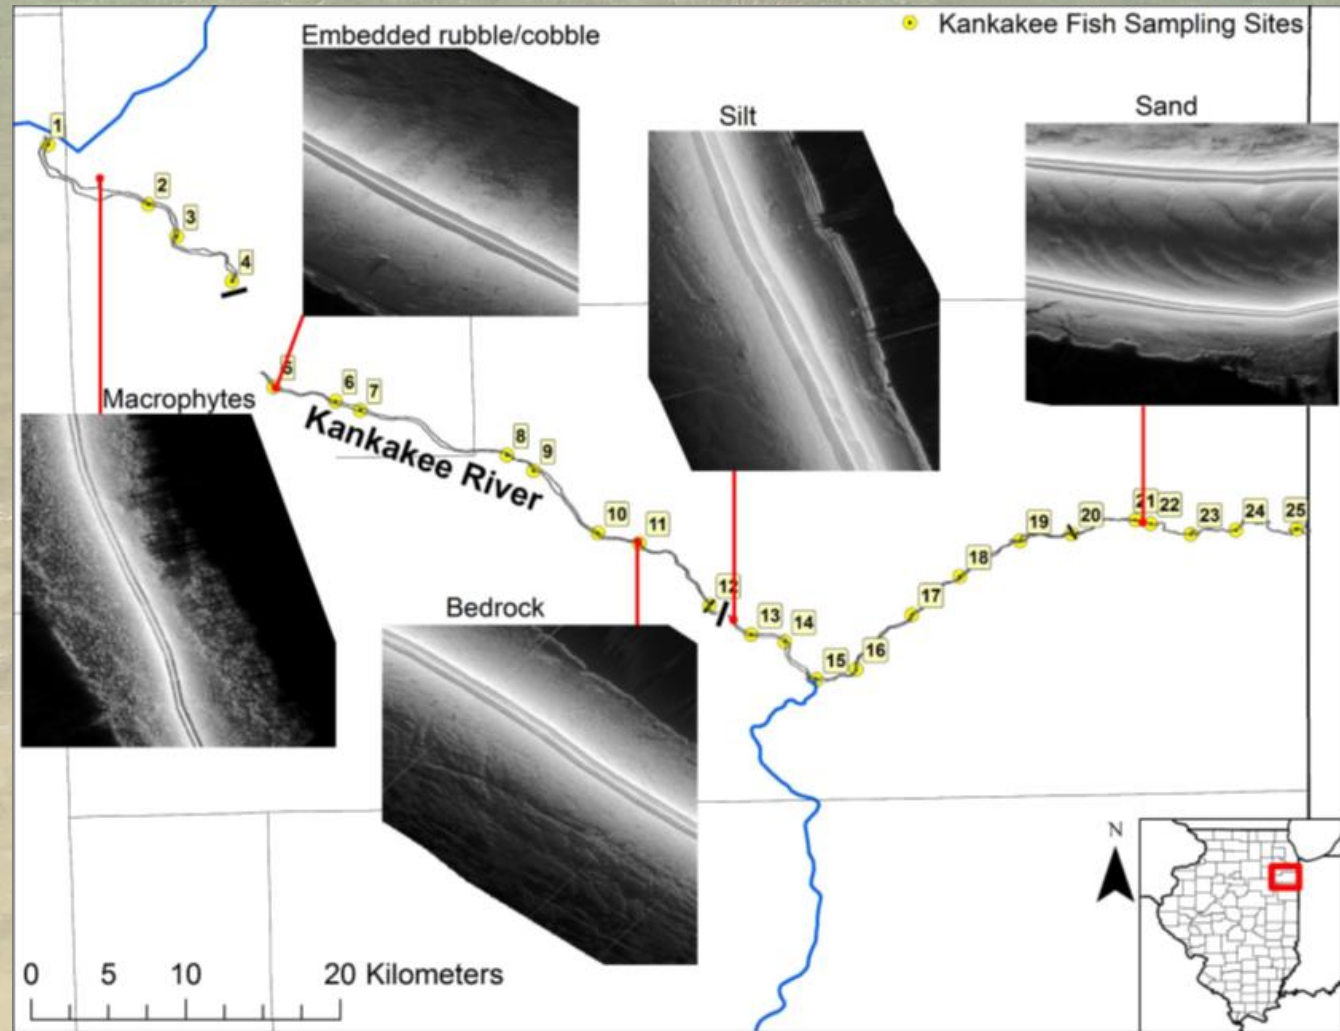 Kankakee Fish Sampling Sites
Embedded rubble/cobble
Silt
Sand
1
2
3
4
5
6
7
Macrophytes
Kankakee River
8
9
10
11
12
13
14
15
16
17
18
19
20
21
22
23
24
25
Bedrock
N
0 5 10 20 Kilometers